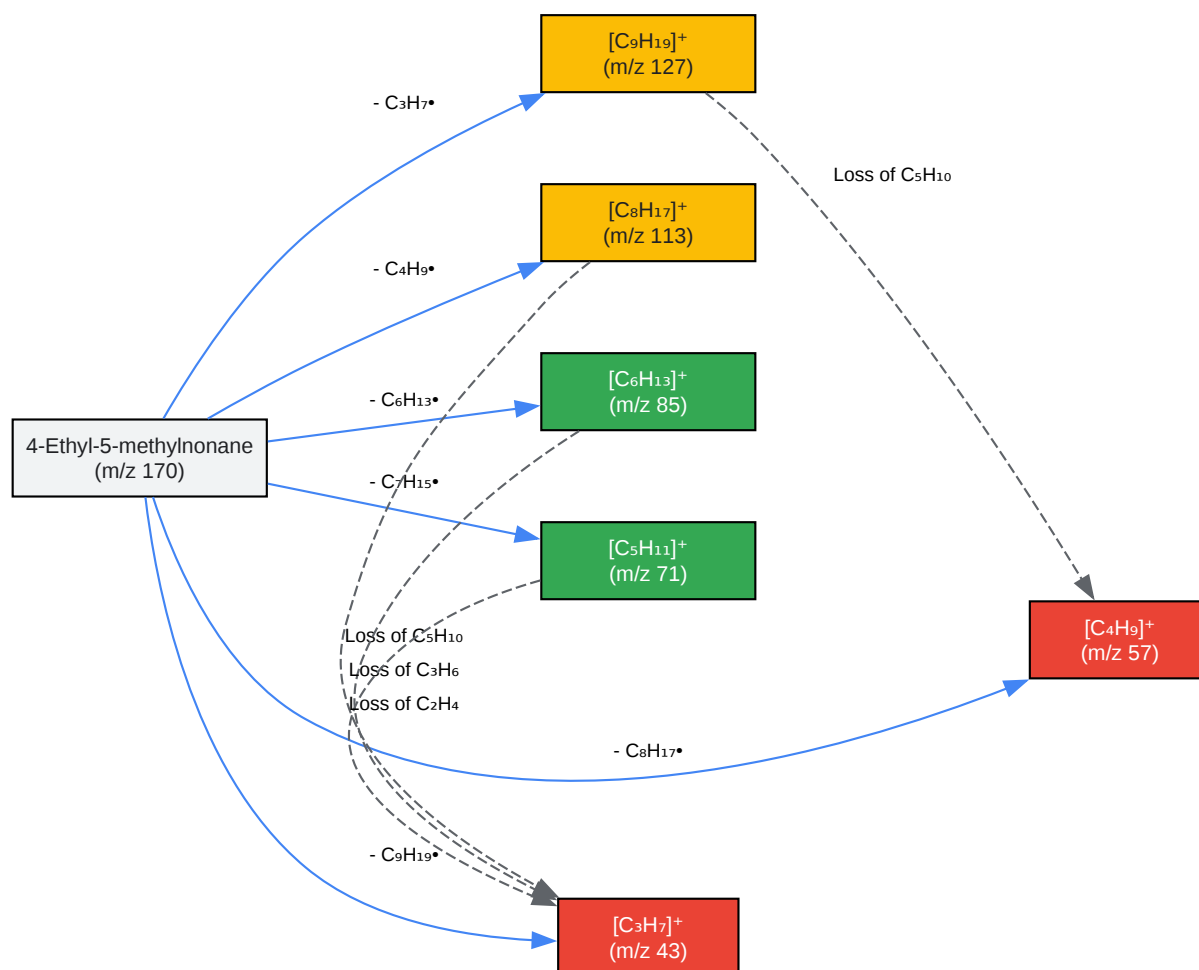 [C₉H₁₉]⁺
(m/z 127)
- C₃H₇•
Loss of C₅H₁₀
[C₈H₁₇]⁺
(m/z 113)
- C₄H₉•
[C₆H₁₃]⁺
(m/z 85)
- C₆H₁₃•
4-Ethyl-5-methylnonane
(m/z 170)
- C₇H₁₅•
[C₅H₁₁]⁺
(m/z 71)
Loss of C₅H₁₀
Loss of C₃H₆
Loss of C₂H₄
[C₄H₉]⁺
(m/z 57)
- C₈H₁₇•
- C₉H₁₉•
[C₃H₇]⁺
(m/z 43)